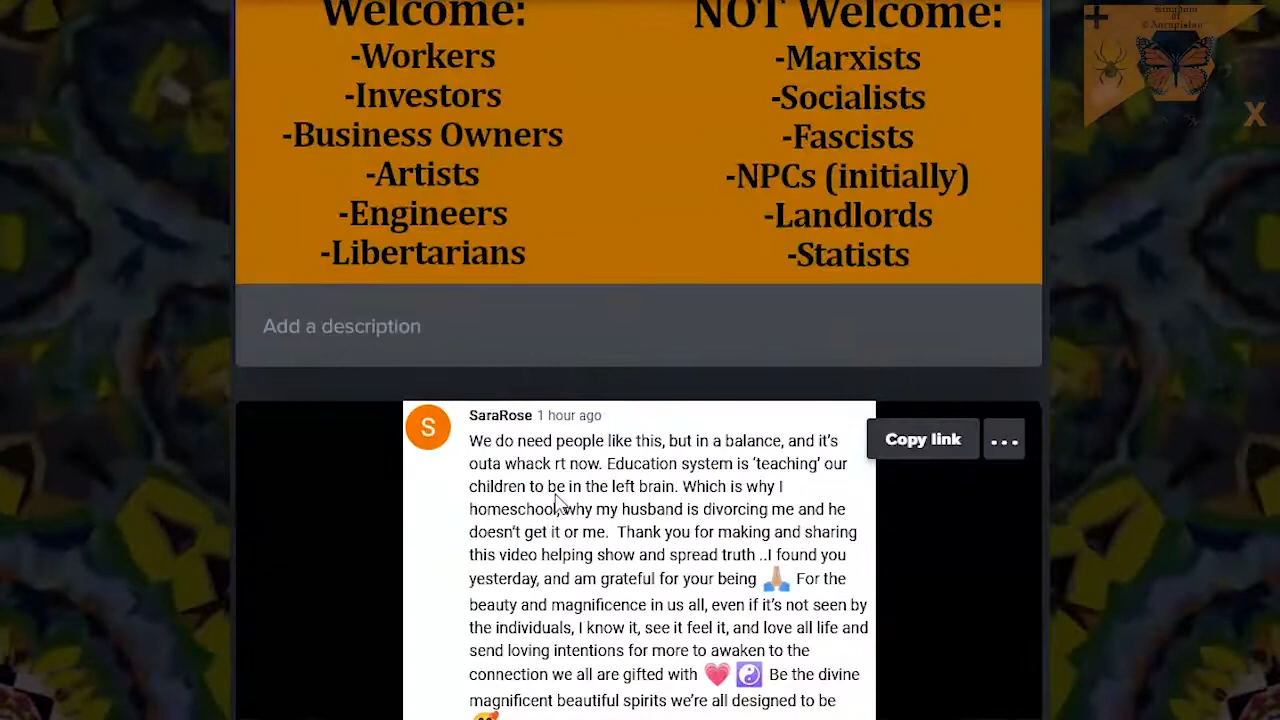 Welcome:
-Workers
-Investors
-Business Owners
-Artists
-Engineers
-Libertarians
NOT Welcome:
-Marxists
-Socialists
-Fascists
-NPCs (initially)
-Landlords
-Statists
Kingdom
of
X
Add a description
Copy link
S
SaraRose 1 hour ago
We do need people like this, but in a balance, and it's
outa whack rt now. Education system is 'teaching' our
children to be in the left brain. Which is why I
homeschool, why my husband is divorcing me and he
doesn't get it or me. Thank you for making and sharing
this video helping show and spread truth ..I found you
yesterday, and am grateful for your being 🙏🏽 For the
beauty and magnificence in us all, even if it's not seen by
the individuals, I know it, see it feel it, and love all life and
send loving intentions for more to awaken to the
connection we all are gifted with 💗 ☯️ Be the divine
magnificent beautiful spirits we're all designed to be